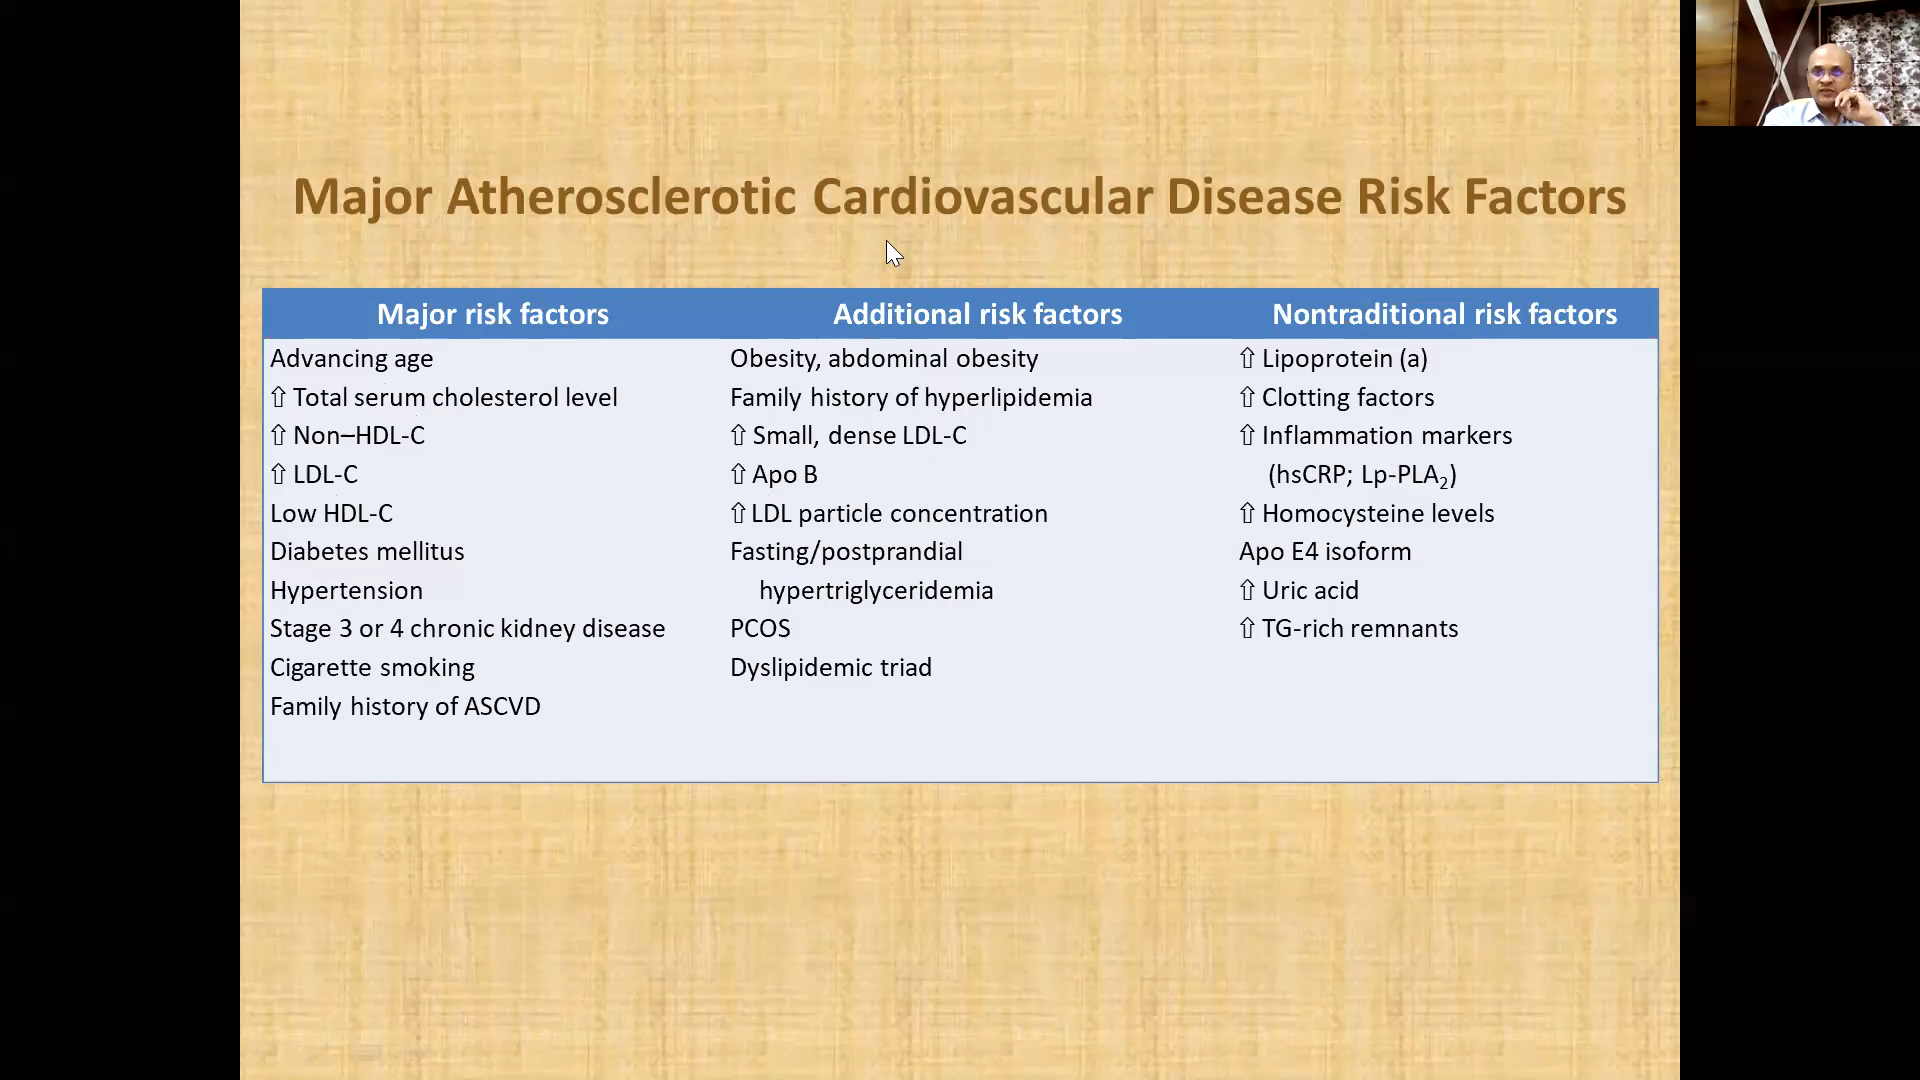 Major Atherosclerotic Cardiovascular Disease Risk Factors
Major risk factors
Advancing age
⇧ Total serum cholesterol level
⇧ Non–HDL-C
⇧ LDL-C
Low HDL-C
Diabetes mellitus
Hypertension
Stage 3 or 4 chronic kidney disease
Cigarette smoking
Family history of ASCVD
Additional risk factors
Obesity, abdominal obesity
Family history of hyperlipidemia
⇧ Small, dense LDL-C
⇧ Apo B
⇧ LDL particle concentration
Fasting/postprandial
hypertriglyceridemia
PCOS
Dyslipidemic triad
Nontraditional risk factors
⇧ Lipoprotein (a)
⇧ Clotting factors
⇧ Inflammation markers
(hsCRP; Lp-PLA₂)
⇧ Homocysteine levels
Apo E4 isoform
⇧ Uric acid
⇧ TG-rich remnants